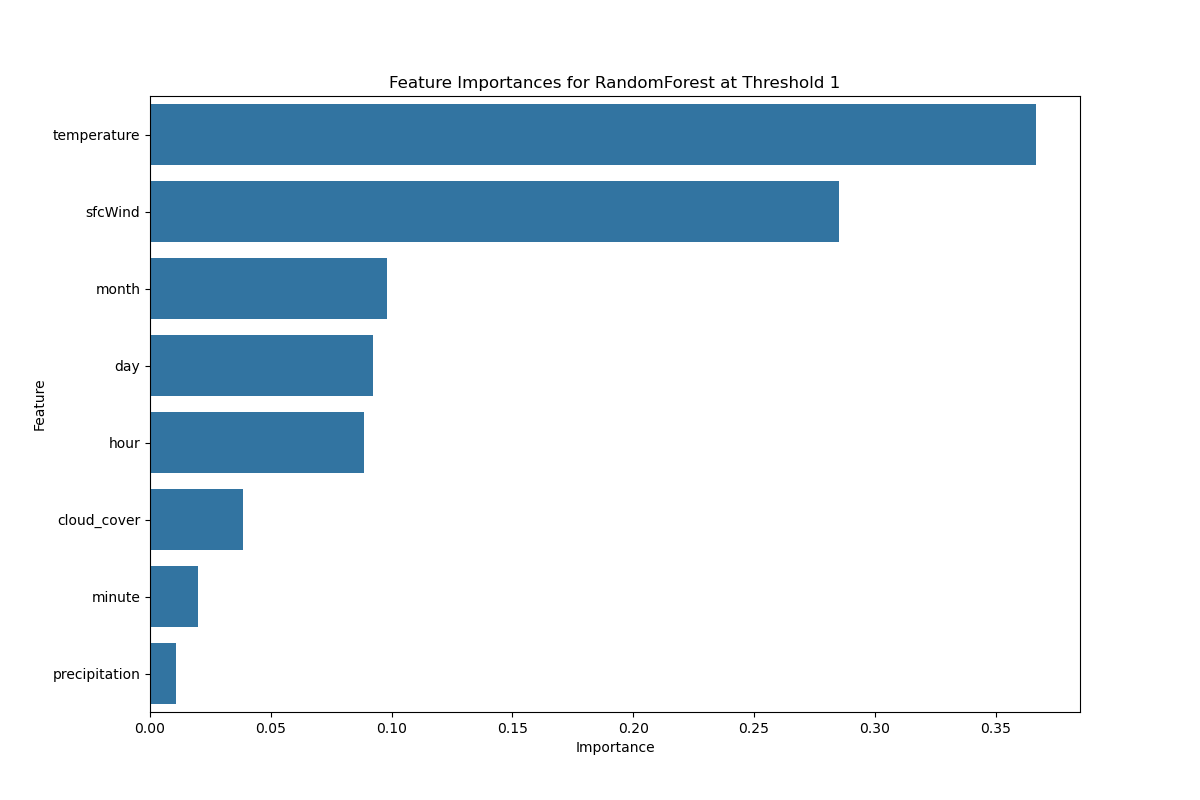 Feature Importances for RandomForest at Threshold 1
temperature
sfcWind
month
day
hour
cloud_cover
minute
precipitation
Feature
0.00 0.05 0.10 0.15 0.20 0.25 0.30 0.35
Importance